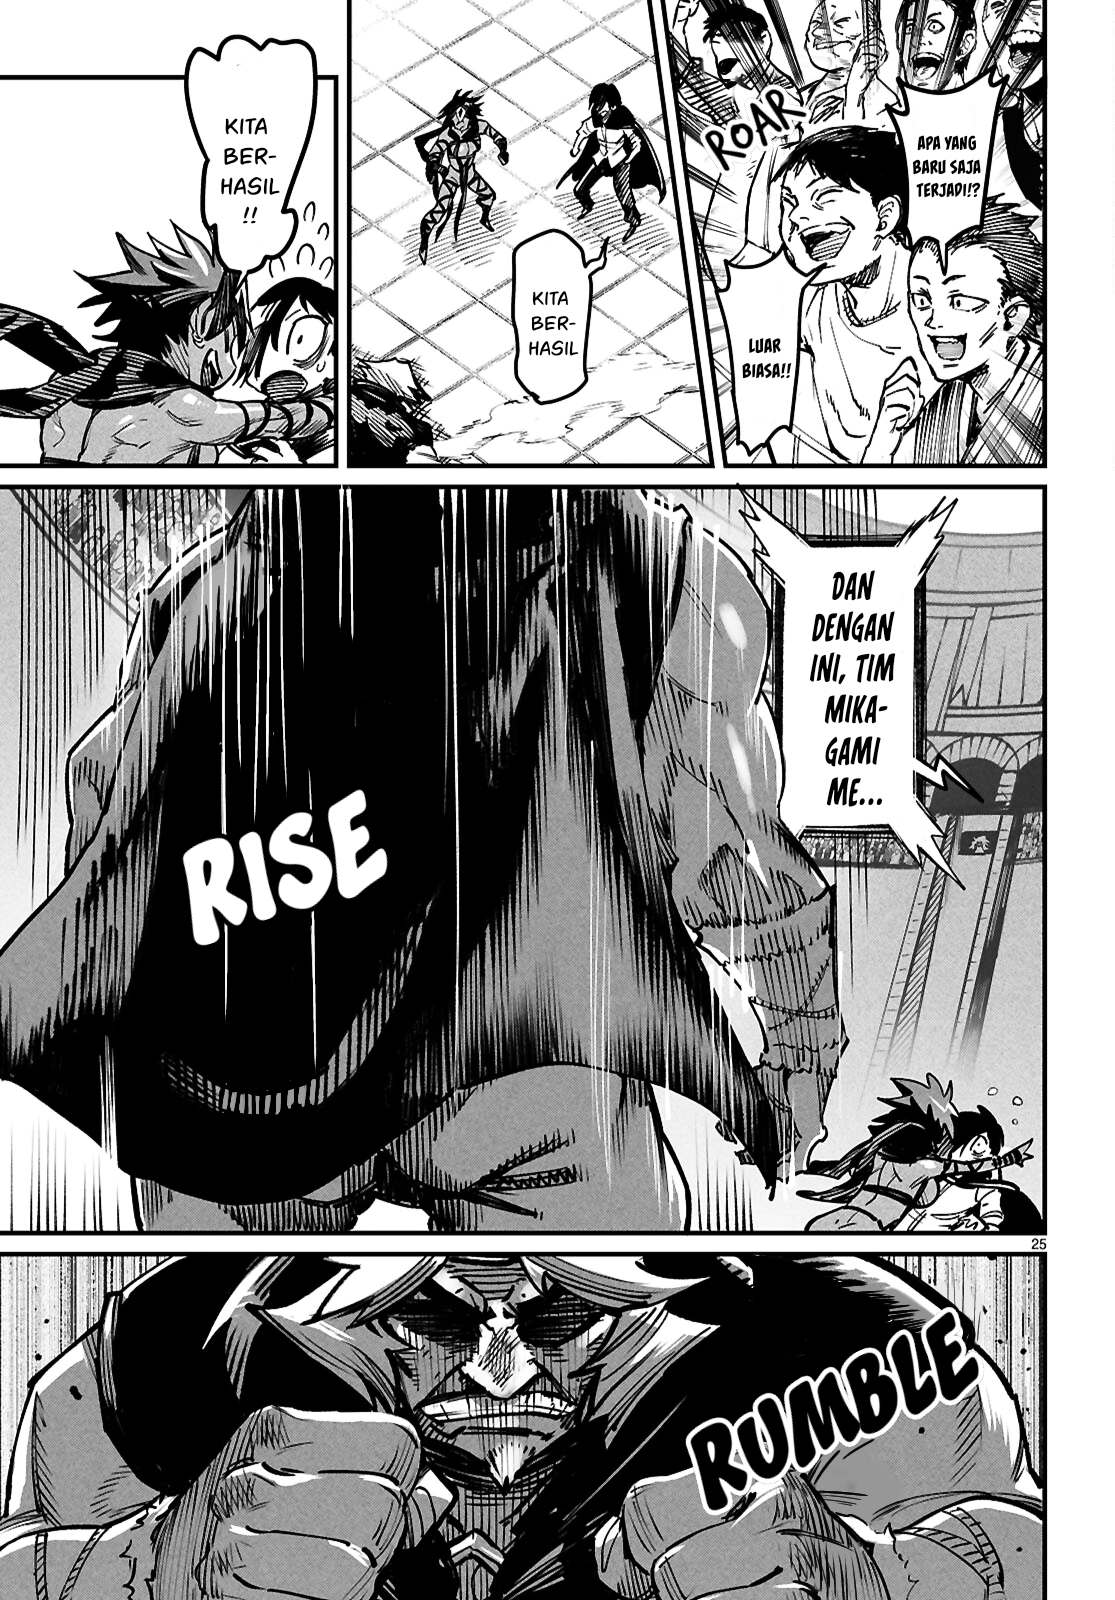 APA YANG
BARU SAJA
TERJADI!?
ROAR
LUAR
BIASA!!
KITA
BER-
HASIL
KITA
BER-
HASIL
!!
DAN
DENGAN
INI, TIM
MIKA-
GAMI
ME...
RISE
25
RUMBLE